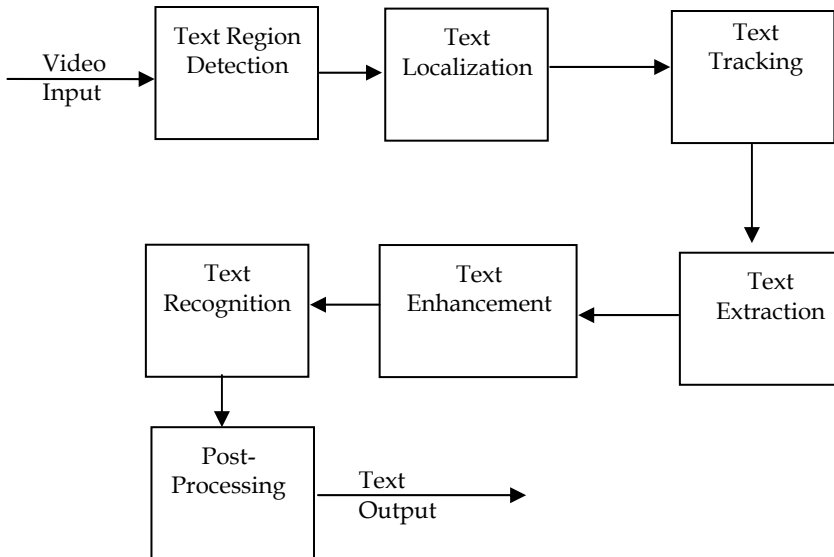 Video
Input
Text Region
Detection
Text
Localization
Text
Tracking
Text
Extraction
Text
Enhancement
Text
Recognition
Post-
Processing
Text
Output